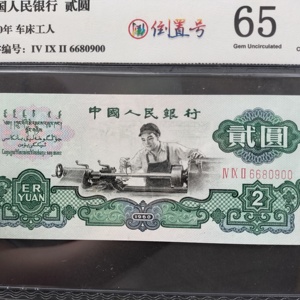 国人民银行 贰圆
倒置号
65
0年 车床工人
Gem Uncirculated
编号: IV IX II 6680900
中國人民銀行
貳圓
ER
YUAN
IV IX II 6680900
1960
2